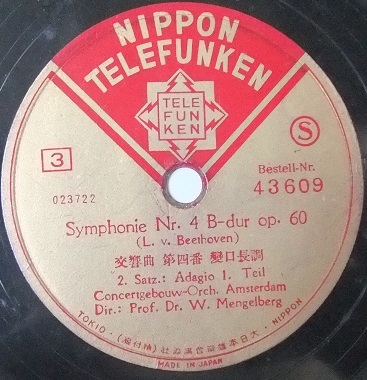 NIPPON
TELEFUNKEN
TELE
FUN
KEN
S
3
023722
Bestell-Nr.
43609
Symphonie Nr. 4 B-dur op. 60
(L. v. Beethoven)
交響曲 第四番 變ロ長調
2. Satz.: Adagio 1. Teil
Concertgebouw-Orch. Amsterdam
Dir.: Prof. Dr. W. Mengelberg
TOKIO
NIPPON
MADE IN JAPAN